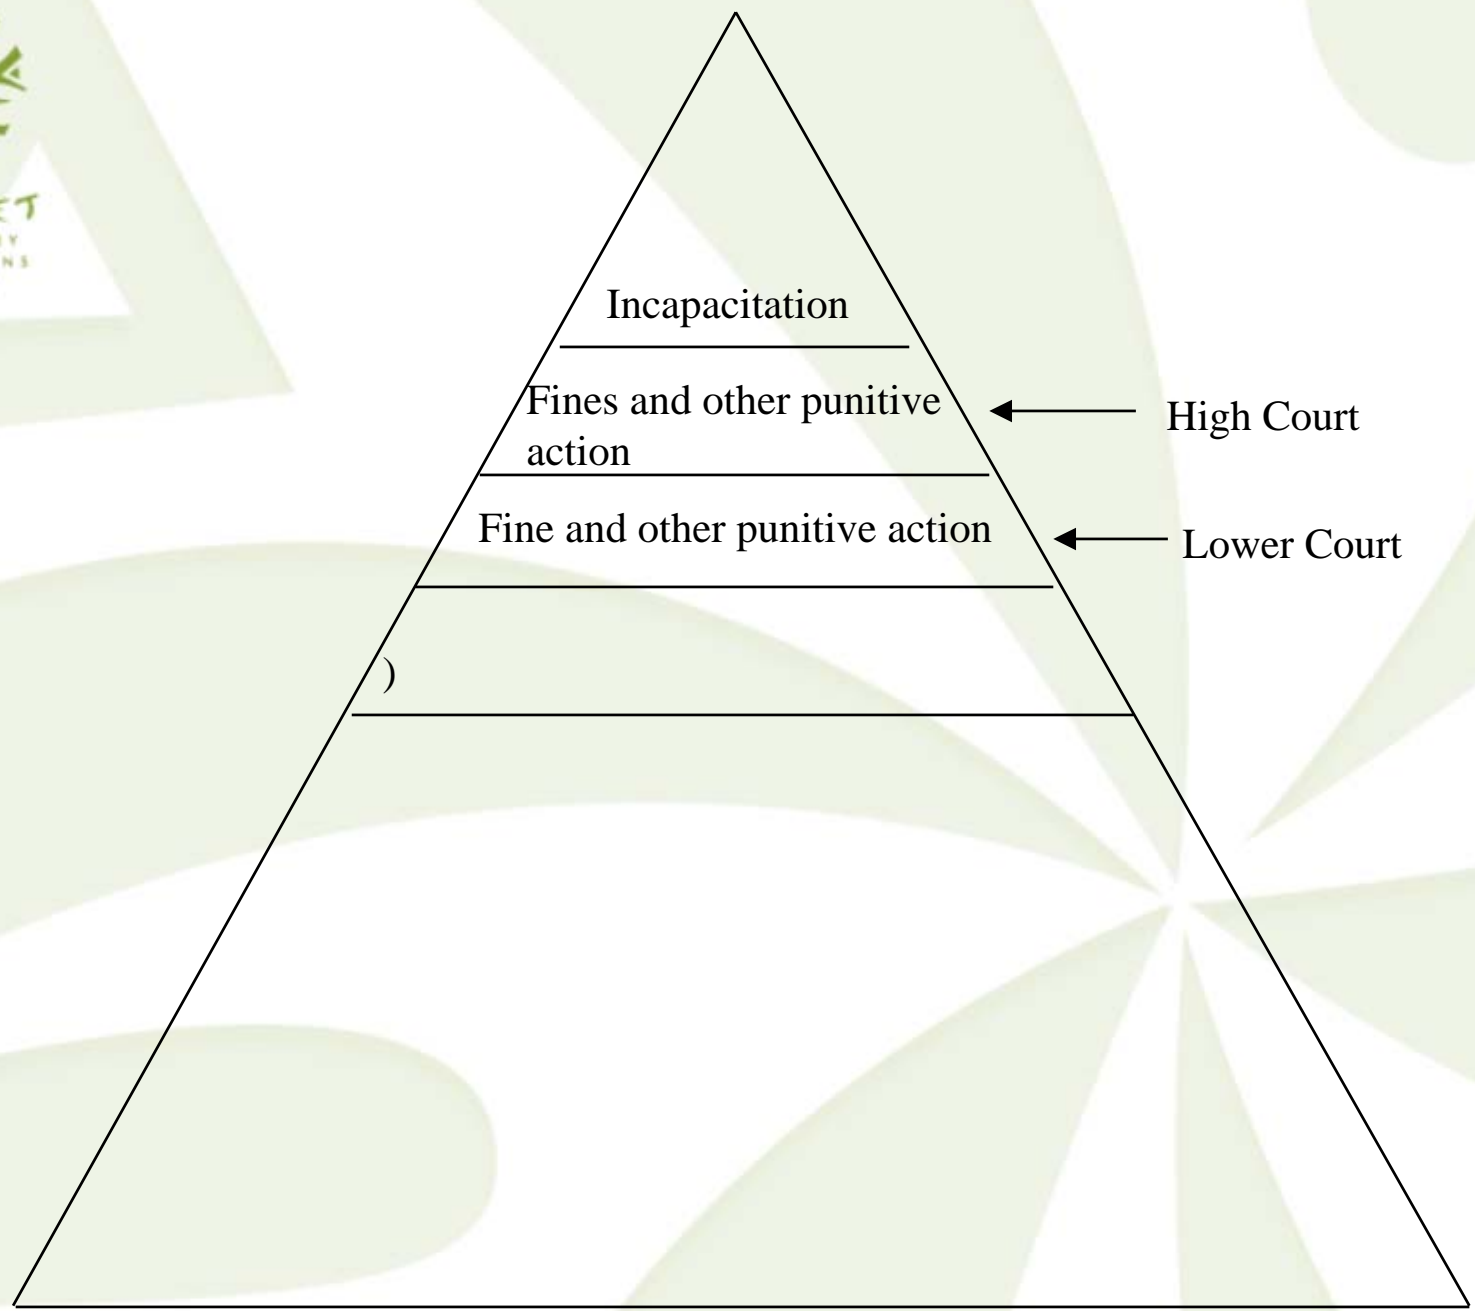 Incapacitation
Fines and other punitive
action
High Court
Fine and other punitive action
Lower Court
)